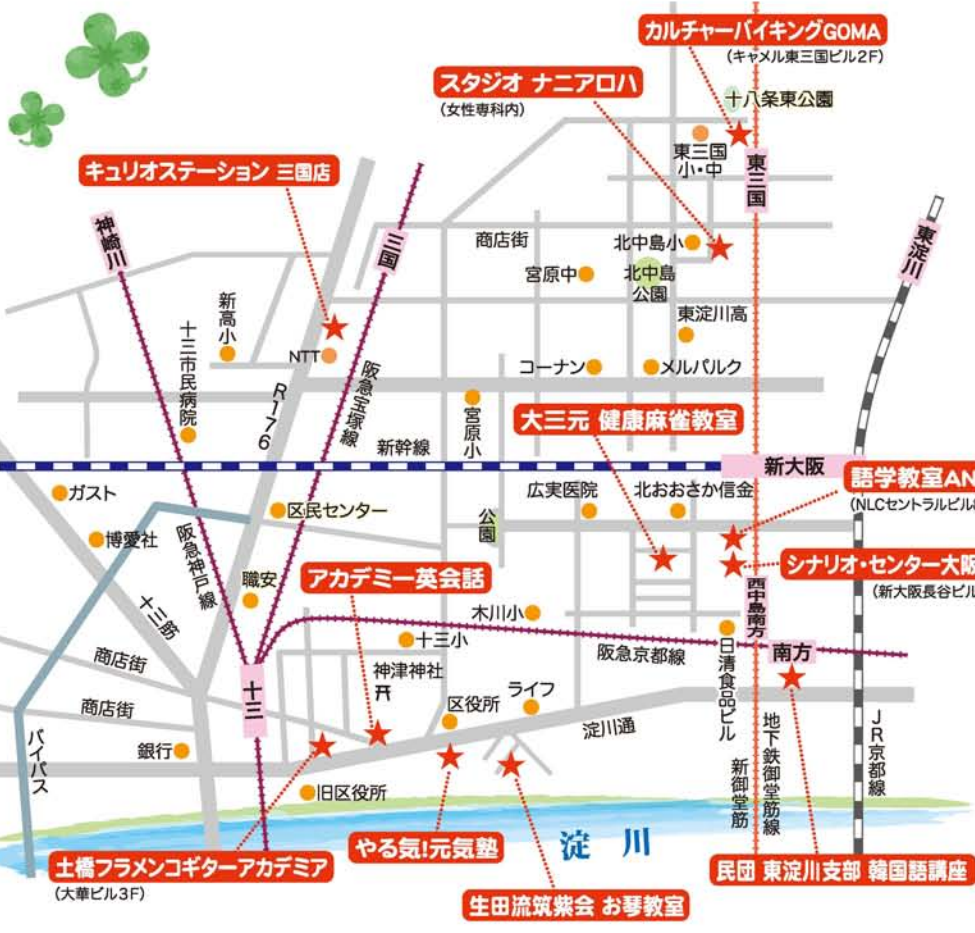 カルチャーバイキングGOMA
(キャメル東三国ビル2F)
スタジオ ナニアロハ
(女性専科内)
十八条東公園
東三国
小・中
東三国
キュリオステーション 三国店
神崎川
三国
商店街
北中島小
宮原中
北中島
公園
東淀川
新高小
十三市民病院
NTT
東淀川高
コーナン
メルパルク
R176
阪急宝塚線
宮原小
大三元 健康麻雀教室
新幹線
新大阪
語学教室AN
(NLCセントラルビル
ガスト
区民センター
公園
広実医院
北おおさか信金
博愛社
阪急神戸線
シナリオ・センター大阪
(新大阪長谷ビル
職安
アカデミー英会話
西中島南方
十三筋
木川小
十三小
阪急京都線
南方
日清食品ビル
商店街
神津神社
十三
区役所
ライフ
商店街
淀川通
バイパス
銀行
旧区役所
新御堂筋
地下鉄御堂筋線
JR京都線
やる気!元気塾
淀川
土橋フラメンコギターアカデミア
(大華ビル3F)
民団 東淀川支部 韓国語講座
生田流筑紫会 お琴教室